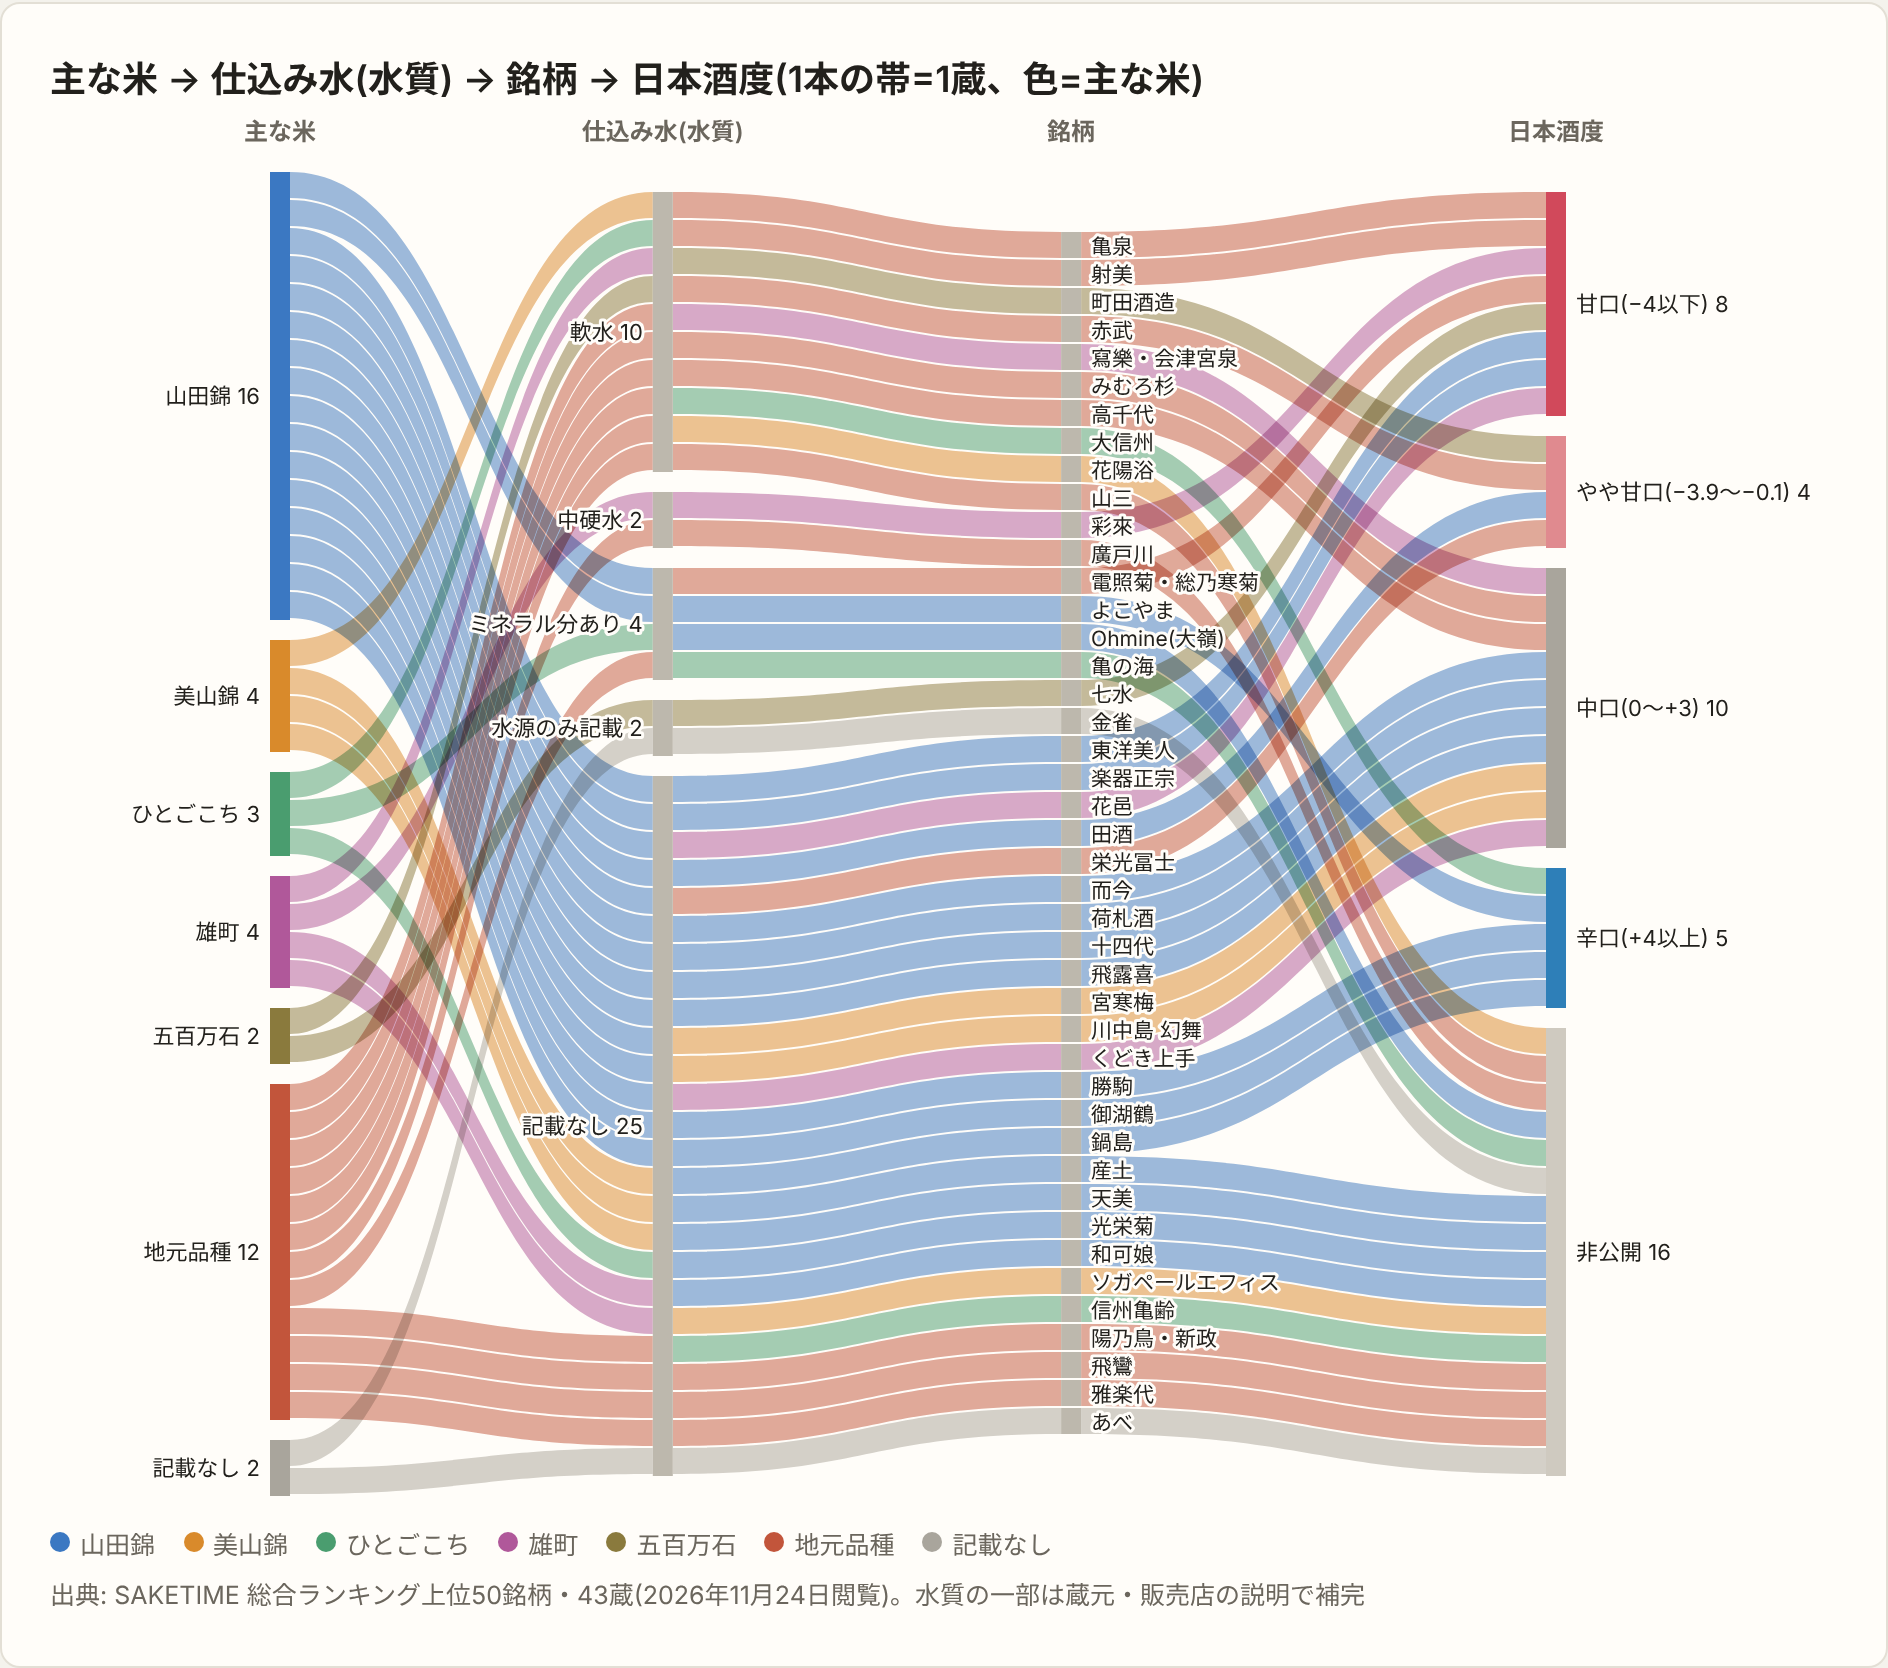 主な米 → 仕込み水(水質) → 銘柄 → 日本酒度(1本の帯=1蔵、色=主な米)
主な米
仕込み水(水質)
銘柄
日本酒度
山田錦 16
美山錦 4
ひとごこち 3
雄町 4
五百万石 2
地元品種 12
記載なし 2
軟水 10
中硬水 2
ミネラル分あり 4
水源のみ記載 2
記載なし 25
亀泉
射美
町田酒造
赤武
寫樂・会津宮泉
みむろ杉
高千代
大信州
花陽浴
山三
彩來
廣戸川
電照菊・総乃寒菊
よこやま
Ohmine(大嶺)
亀の海
七水
金雀
東洋美人
楽器正宗
花邑
田酒
栄光冨士
而今
荷札酒
十四代
飛露喜
宮寒梅
川中島 幻舞
くどき上手
勝駒
御湖鶴
鍋島
産土
天美
光栄菊
和可娘
ソガペールエフィス
信州亀齢
陽乃鳥・新政
飛鸞
雅楽代
あべ
甘口(−4以下) 8
やや甘口(−3.9〜−0.1) 4
中口(0〜+3) 10
辛口(+4以上) 5
非公開 16
山田錦 美山錦 ひとごこち 雄町 五百万石 地元品種 記載なし
出典: SAKETIME 総合ランキング上位50銘柄・43蔵(2026年11月24日閲覧)。水質の一部は蔵元・販売店の説明で補完